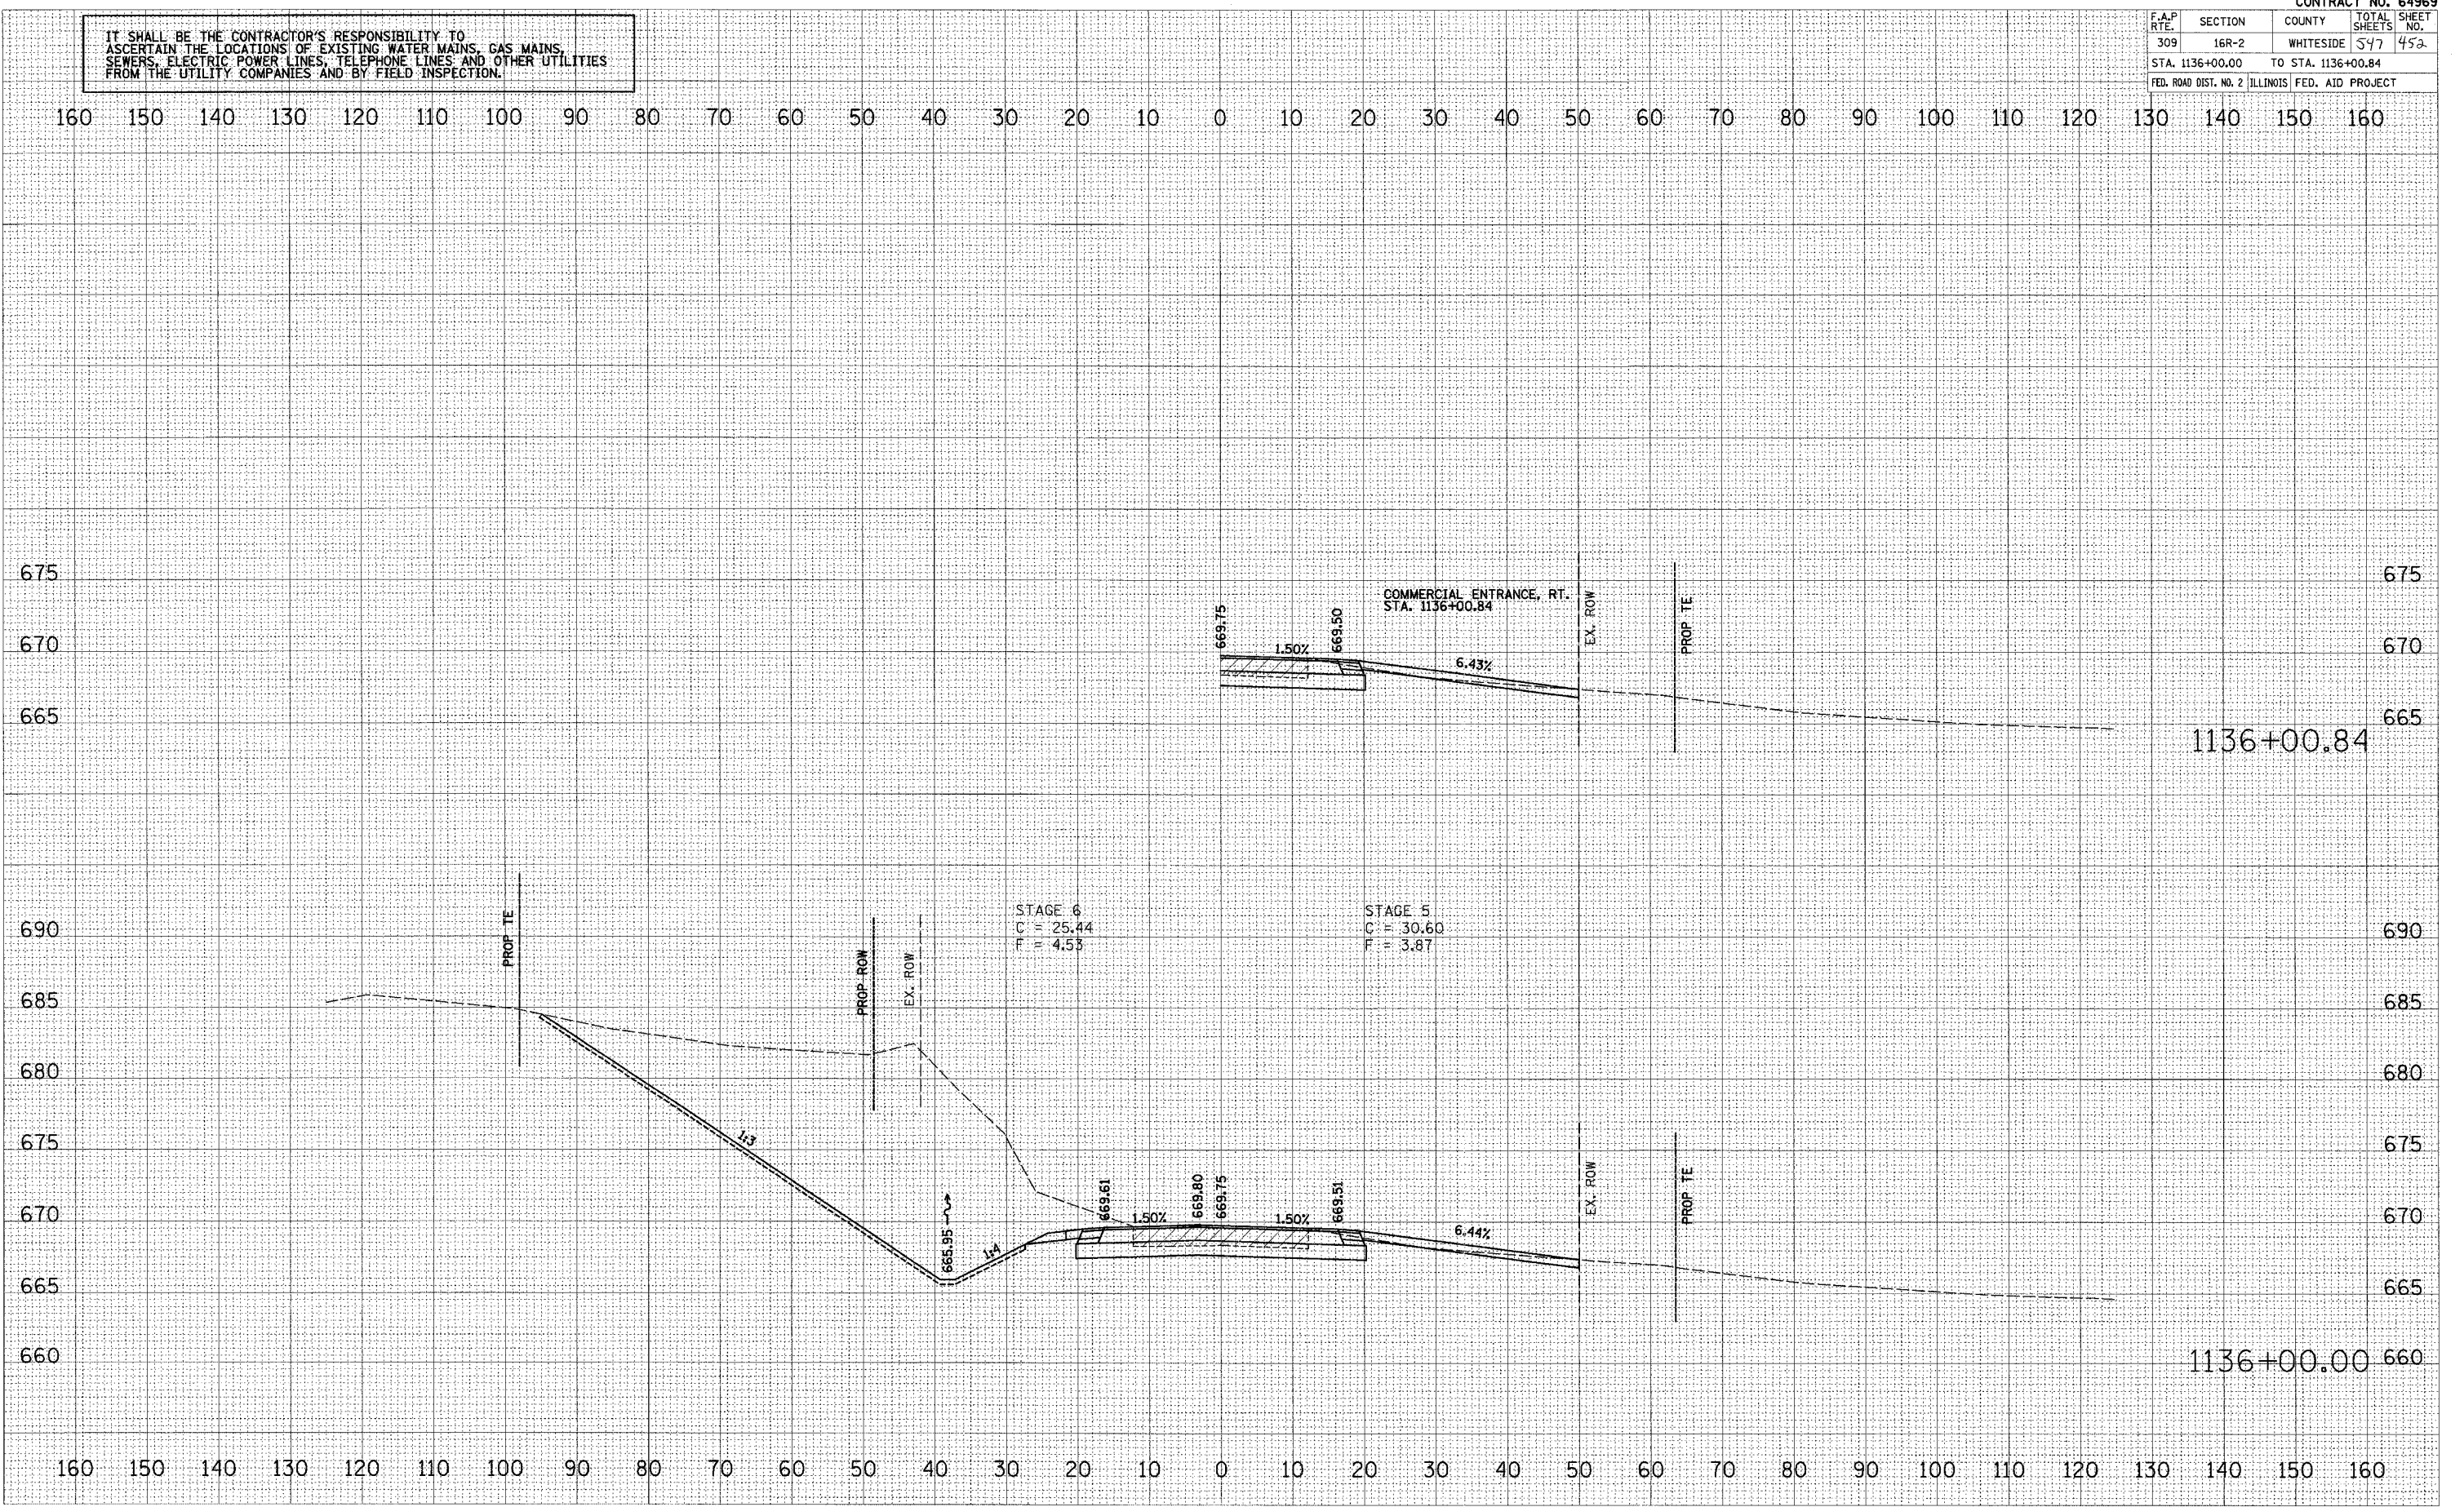 CONTRACT NO. 64969
IT SHALL BE THE CONTRACTOR'S RESPONSIBILITY TO
ASCERTAIN THE LOCATIONS OF EXISTING WATER MAINS, GAS MAINS,
SEWERS, ELECTRIC POWER LINES, TELEPHONE LINES AND OTHER UTILITIES
FROM THE UTILITY COMPANIES AND BY FIELD INSPECTION.
F.A.P RTE. SECTION COUNTY TOTAL SHEETS SHEET NO.
309 16R-2 WHITESIDE 547 452
STA. 1136+00.00 TO STA. 1136+00.84
FED. ROAD DIST. NO. 2 ILLINOIS FED. AID PROJECT
160 150 140 130 120 110 100 90 80 70 60 50 40 30 20 10 0 10 20 30 40 50 60 70 80 90 100 110 120 130 140 150 160
675 675
COMMERCIAL ENTRANCE, RT.
STA. 1136+00.84
669.75
669.50
EX. ROW
PROP TE
670 670
1.50%
6.43%
665 665
1136+00.84
STAGE 6
C = 25.44
F = 4.53
STAGE 5
C = 30.60
F = 3.87
690 690
PROP TE
PROP ROW
EX. ROW
685 685
680 680
675 675
1:3
669.61
669.80
669.75
669.51
EX. ROW
PROP TE
670 670
1.50%
1.50%
6.44%
665.95
1:4
665 665
660 660
1136+00.00
160 150 140 130 120 110 100 90 80 70 60 50 40 30 20 10 0 10 20 30 40 50 60 70 80 90 100 110 120 130 140 150 160